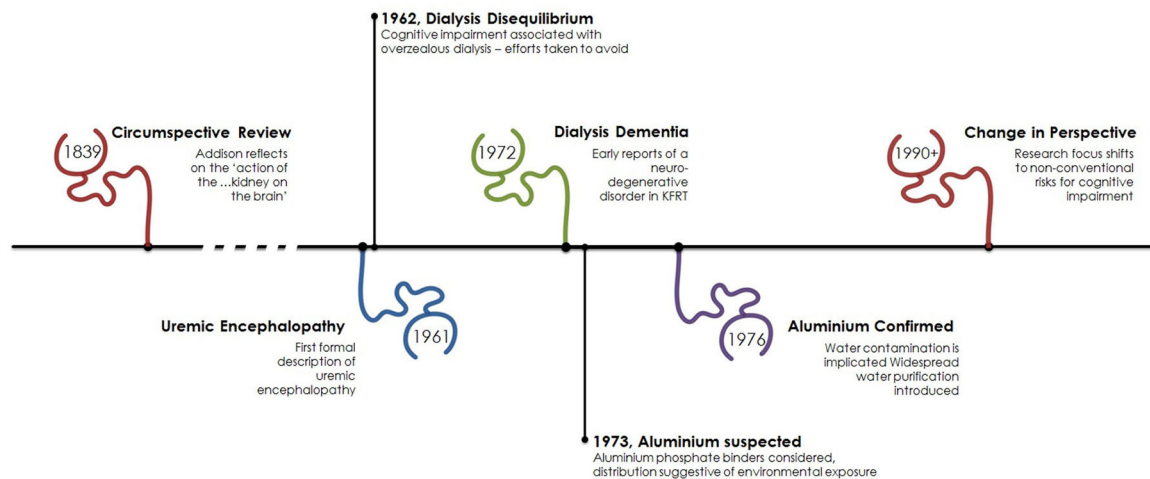 1962, Dialysis Disequilibrium
Cognitive impairment associated with
overzealous dialysis – efforts taken to avoid
1839
Circumspective Review
Addison reflects
on the 'action of
the ...kidney on
the brain'
1972
Dialysis Dementia
Early reports of a
neuro-
degenerative
disorder in KFRT
1990+
Change in Perspective
Research focus shifts
to non-conventional
risks for cognitive
impairment
Uremic Encephalopathy
First formal
description of
uremic
encephalopathy
1961
1976
Aluminium Confirmed
Water contamination is
implicated Widespread
water purification
introduced
1973, Aluminium suspected
Aluminium phosphate binders considered,
distribution suggestive of environmental exposure